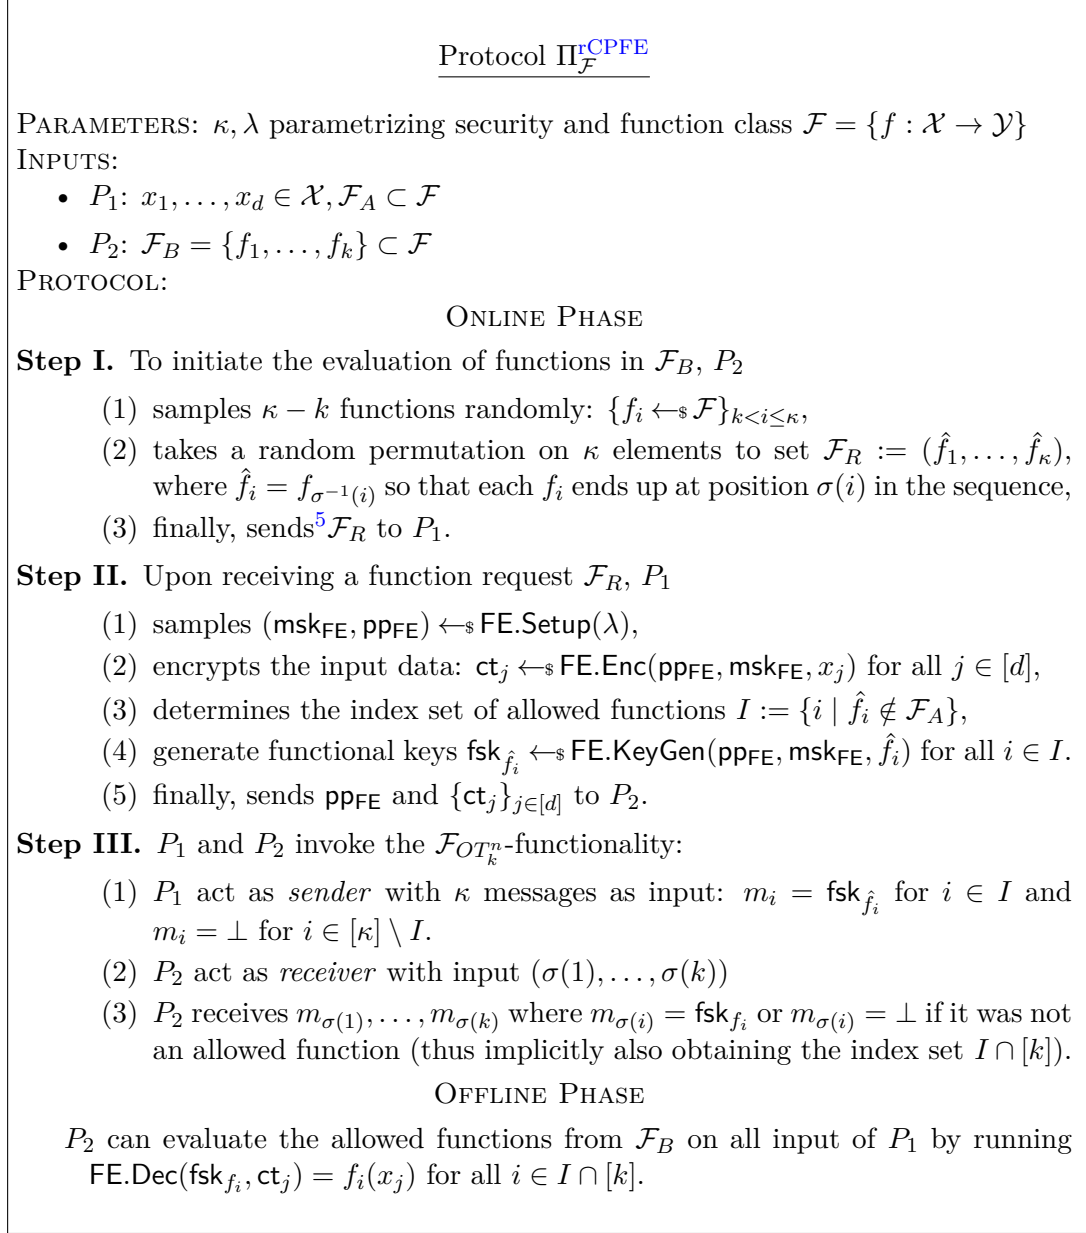 Protocol Π_ℱ^rCPFE
PARAMETERS: κ, λ parametrizing security and function class ℱ = {f : 𝒳 → 𝒴}
INPUTS:
• P₁: x₁, . . . , x_d ∈ 𝒳, ℱ_A ⊂ ℱ
• P₂: ℱ_B = {f₁, . . . , f_k} ⊂ ℱ
PROTOCOL:
ONLINE PHASE
Step I. To initiate the evaluation of functions in ℱ_B, P₂
(1) samples κ − k functions randomly: {f_i ←$ ℱ}_{k<i≤κ},
(2) takes a random permutation on κ elements to set ℱ_R := (f̂₁, . . . , f̂_κ),
where f̂_i = f_{σ⁻¹(i)} so that each f_i ends up at position σ(i) in the sequence,
(3) finally, sends⁵ ℱ_R to P₁.
Step II. Upon receiving a function request ℱ_R, P₁
(1) samples (msk_FE, pp_FE) ←$ FE.Setup(λ),
(2) encrypts the input data: ct_j ←$ FE.Enc(pp_FE, msk_FE, x_j) for all j ∈ [d],
(3) determines the index set of allowed functions I := {i | f̂_i ∉ ℱ_A},
(4) generate functional keys fsk_{f̂_i} ←$ FE.KeyGen(pp_FE, msk_FE, f̂_i) for all i ∈ I.
(5) finally, sends pp_FE and {ct_j}_{j∈[d]} to P₂.
Step III. P₁ and P₂ invoke the ℱ_{OT_k^n}-functionality:
(1) P₁ act as sender with κ messages as input: m_i = fsk_{f̂_i} for i ∈ I and
m_i = ⊥ for i ∈ [κ] \ I.
(2) P₂ act as receiver with input (σ(1), . . . , σ(k))
(3) P₂ receives m_{σ(1)}, . . . , m_{σ(k)} where m_{σ(i)} = fsk_{f_i} or m_{σ(i)} = ⊥ if it was not
an allowed function (thus implicitly also obtaining the index set I ∩ [k]).
OFFLINE PHASE
P₂ can evaluate the allowed functions from ℱ_B on all input of P₁ by running
FE.Dec(fsk_{f_i}, ct_j) = f_i(x_j) for all i ∈ I ∩ [k].